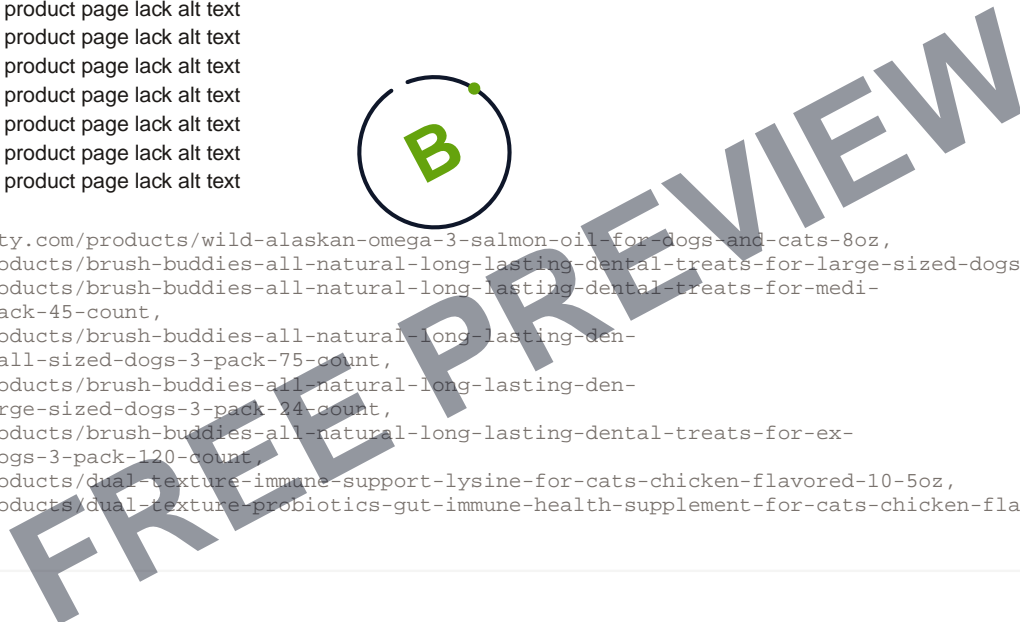 product page lack alt text
product page lack alt text
product page lack alt text
product page lack alt text
product page lack alt text
product page lack alt text
product page lack alt text
B
ty.com/products/wild-alaskan-omega-3-salmon-oil-for-dogs-and-cats-8oz,
oducts/brush-buddies-all-natural-long-lasting-dental-treats-for-large-sized-dogs
oducts/brush-buddies-all-natural-long-lasting-dental-treats-for-medi-
ack-45-count,
oducts/brush-buddies-all-natural-long-lasting-den-
all-sized-dogs-3-pack-75-count,
oducts/brush-buddies-all-natural-long-lasting-den-
rge-sized-dogs-3-pack-24-count,
oducts/brush-buddies-all-natural-long-lasting-dental-treats-for-ex-
ogs-3-pack-120-count,
oducts/dual-texture-immune-support-lysine-for-cats-chicken-flavored-10-5oz,
oducts/dual-texture-probiotics-gut-immune-health-supplement-for-cats-chicken-fla
FREE PREVIEW